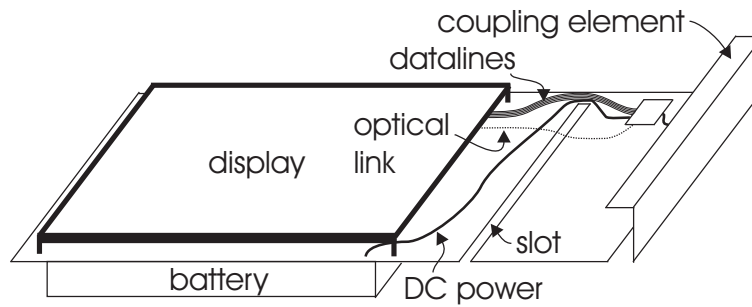 coupling element
datalines
optical
link
display
slot
battery
DC power